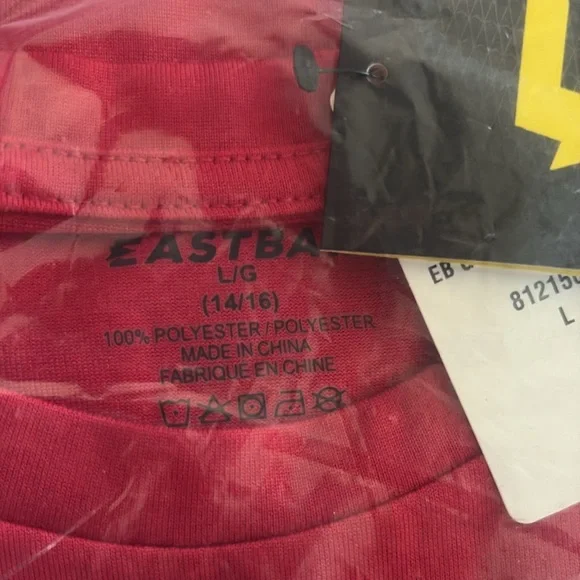 EASTBA
L/G
(14/16)
100% POLYESTER / POLYESTER
MADE IN CHINA
FABRIQUE EN CHINE
EB
81215
L